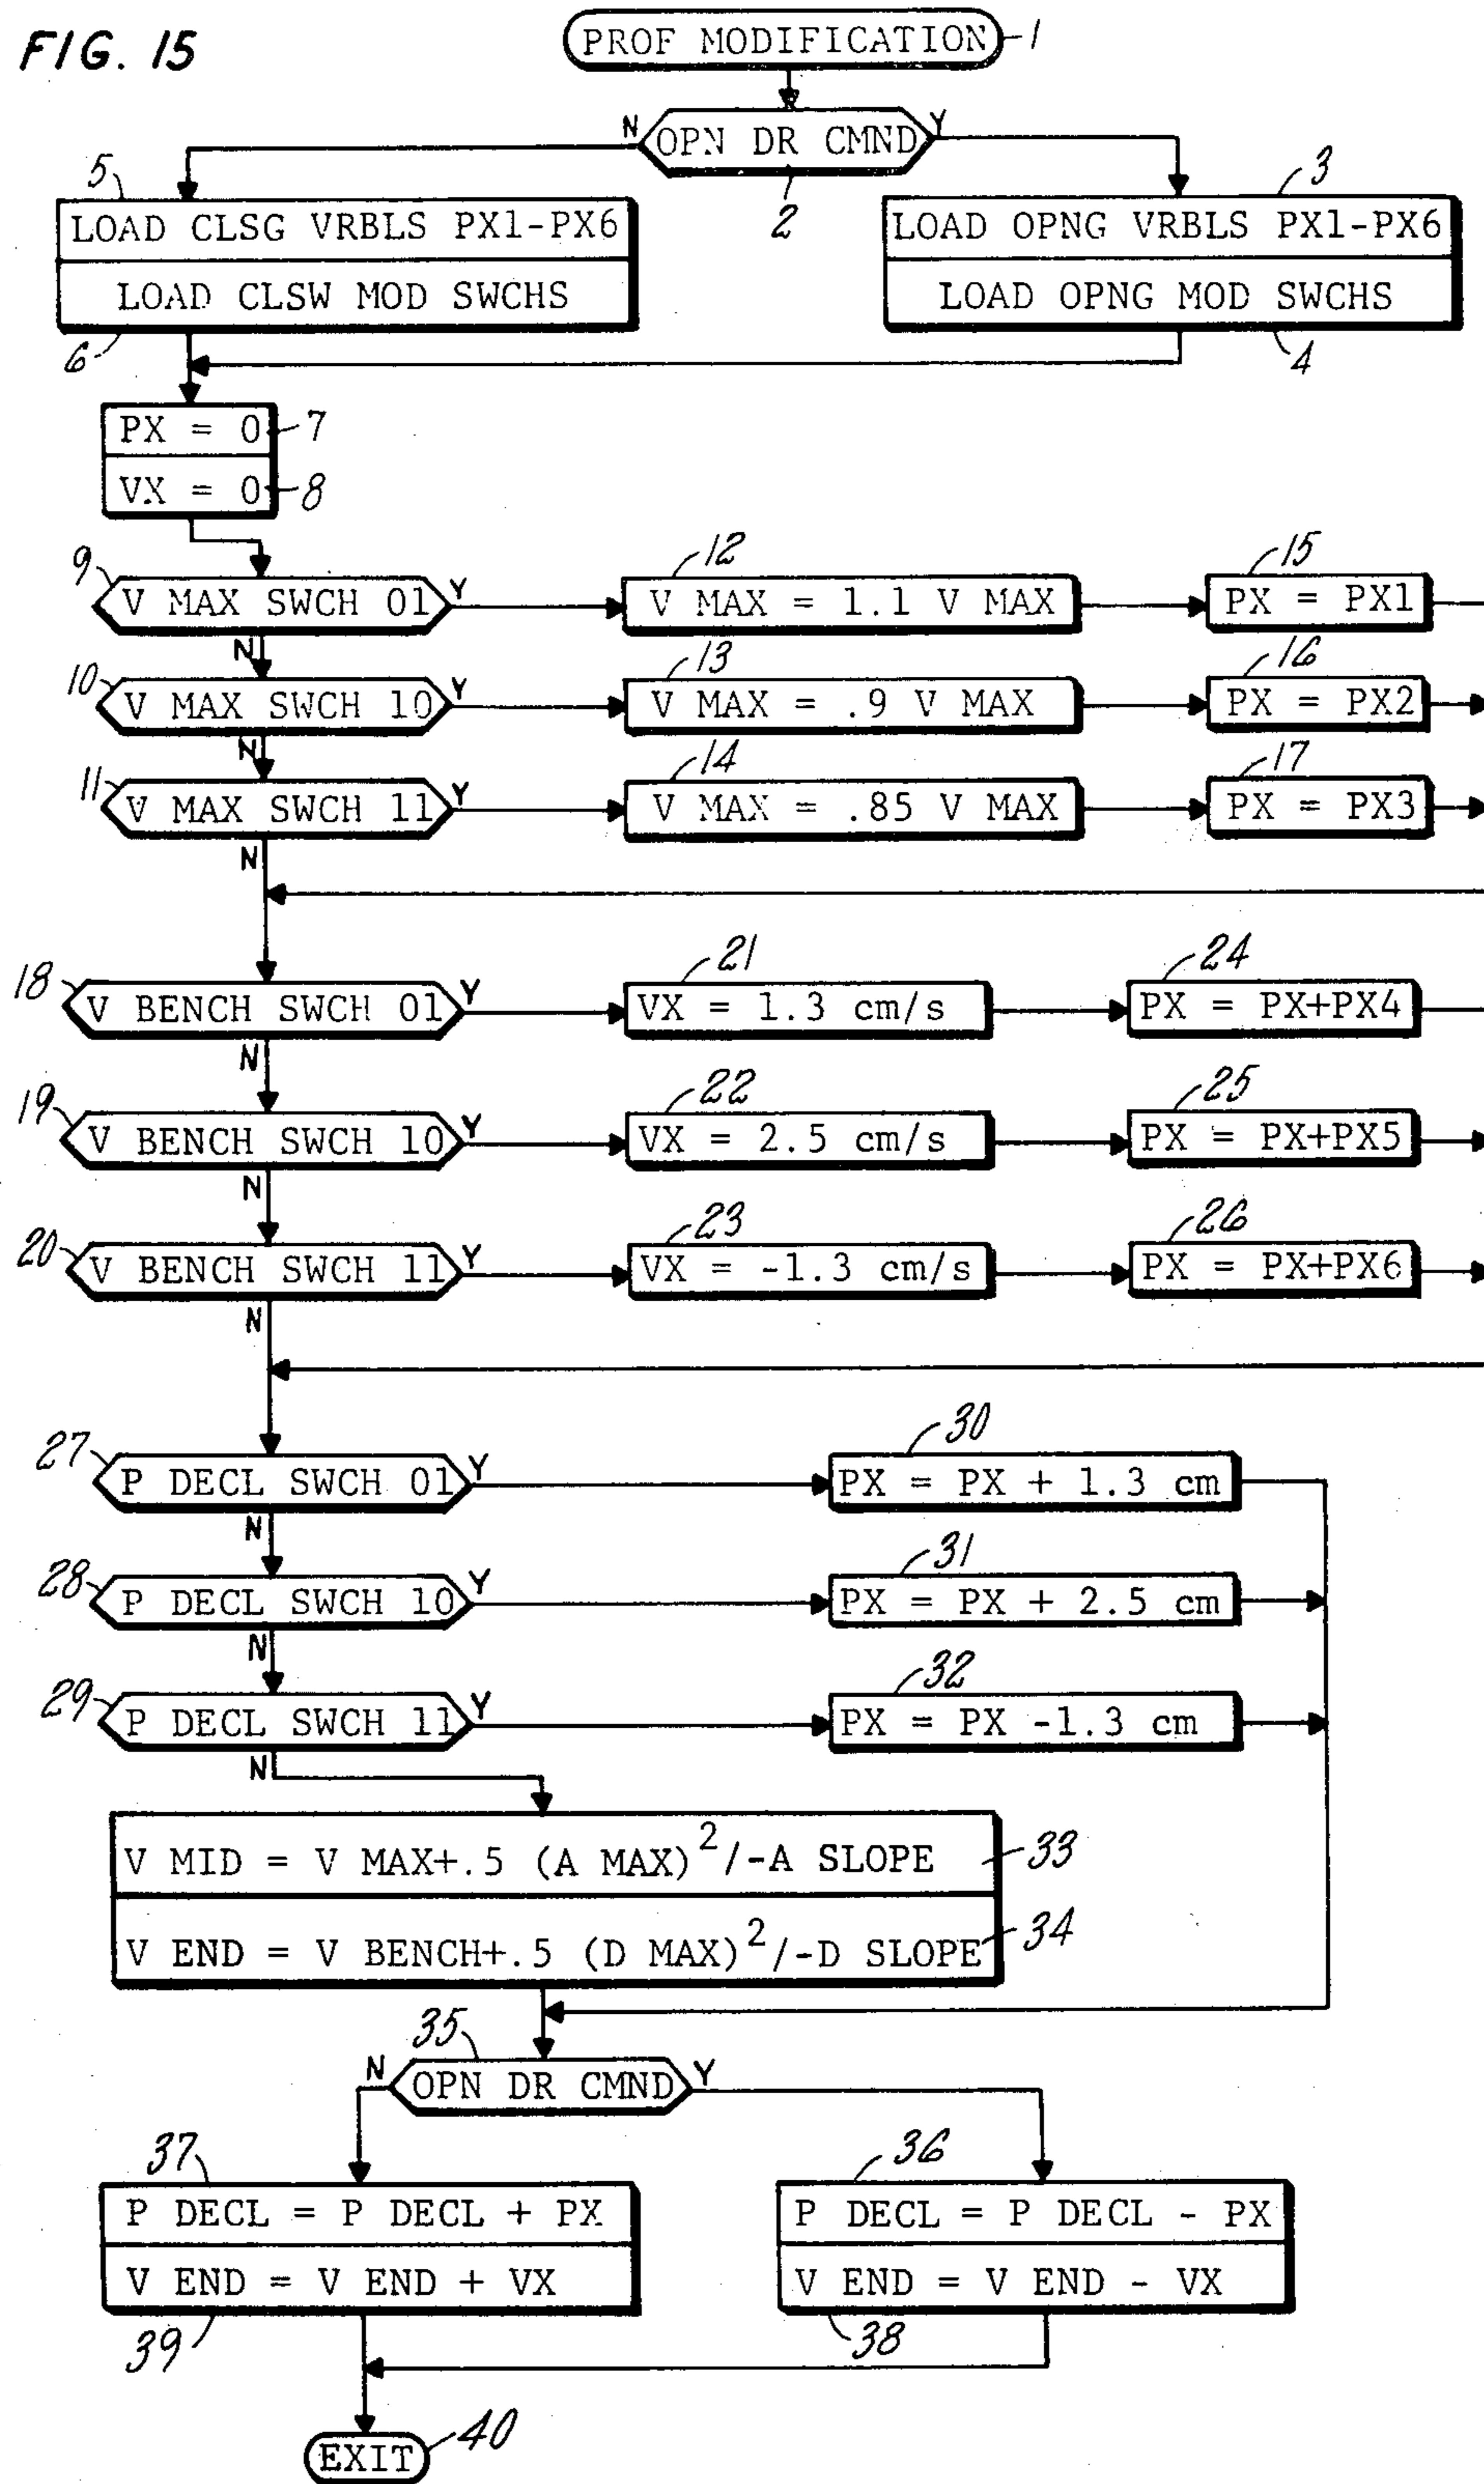 FIG. 15
PROF MODIFICATION 1
N OPN DR CMND Y
2
5
3
LOAD CLSG VRBLS PX1-PX6
LOAD OPNG VRBLS PX1-PX6
LOAD CLSW MOD SWCHS
LOAD OPNG MOD SWCHS
6
4
PX = 0 7
VX = 0 8
9 V MAX SWCH 01 Y
12 V MAX = 1.1 V MAX
15 PX = PX1
N
10 V MAX SWCH 10 Y
13 V MAX = .9 V MAX
16 PX = PX2
N
11 V MAX SWCH 11 Y
14 V MAX = .85 V MAX
17 PX = PX3
N
18 V BENCH SWCH 01 Y
21 VX = 1.3 cm/s
24 PX = PX+PX4
N
19 V BENCH SWCH 10 Y
22 VX = 2.5 cm/s
25 PX = PX+PX5
N
20 V BENCH SWCH 11 Y
23 VX = -1.3 cm/s
26 PX = PX+PX6
N
27 P DECL SWCH 01 Y
30 PX = PX + 1.3 cm
N
28 P DECL SWCH 10 Y
31 PX = PX + 2.5 cm
N
29 P DECL SWCH 11 Y
32 PX = PX -1.3 cm
N
V MID = V MAX+.5 (A MAX)²/-A SLOPE 33
V END = V BENCH+.5 (D MAX)²/-D SLOPE 34
35
N OPN DR CMND Y
37
36
P DECL = P DECL + PX
P DECL = P DECL - PX
V END = V END + VX
V END = V END - VX
39
38
EXIT 40